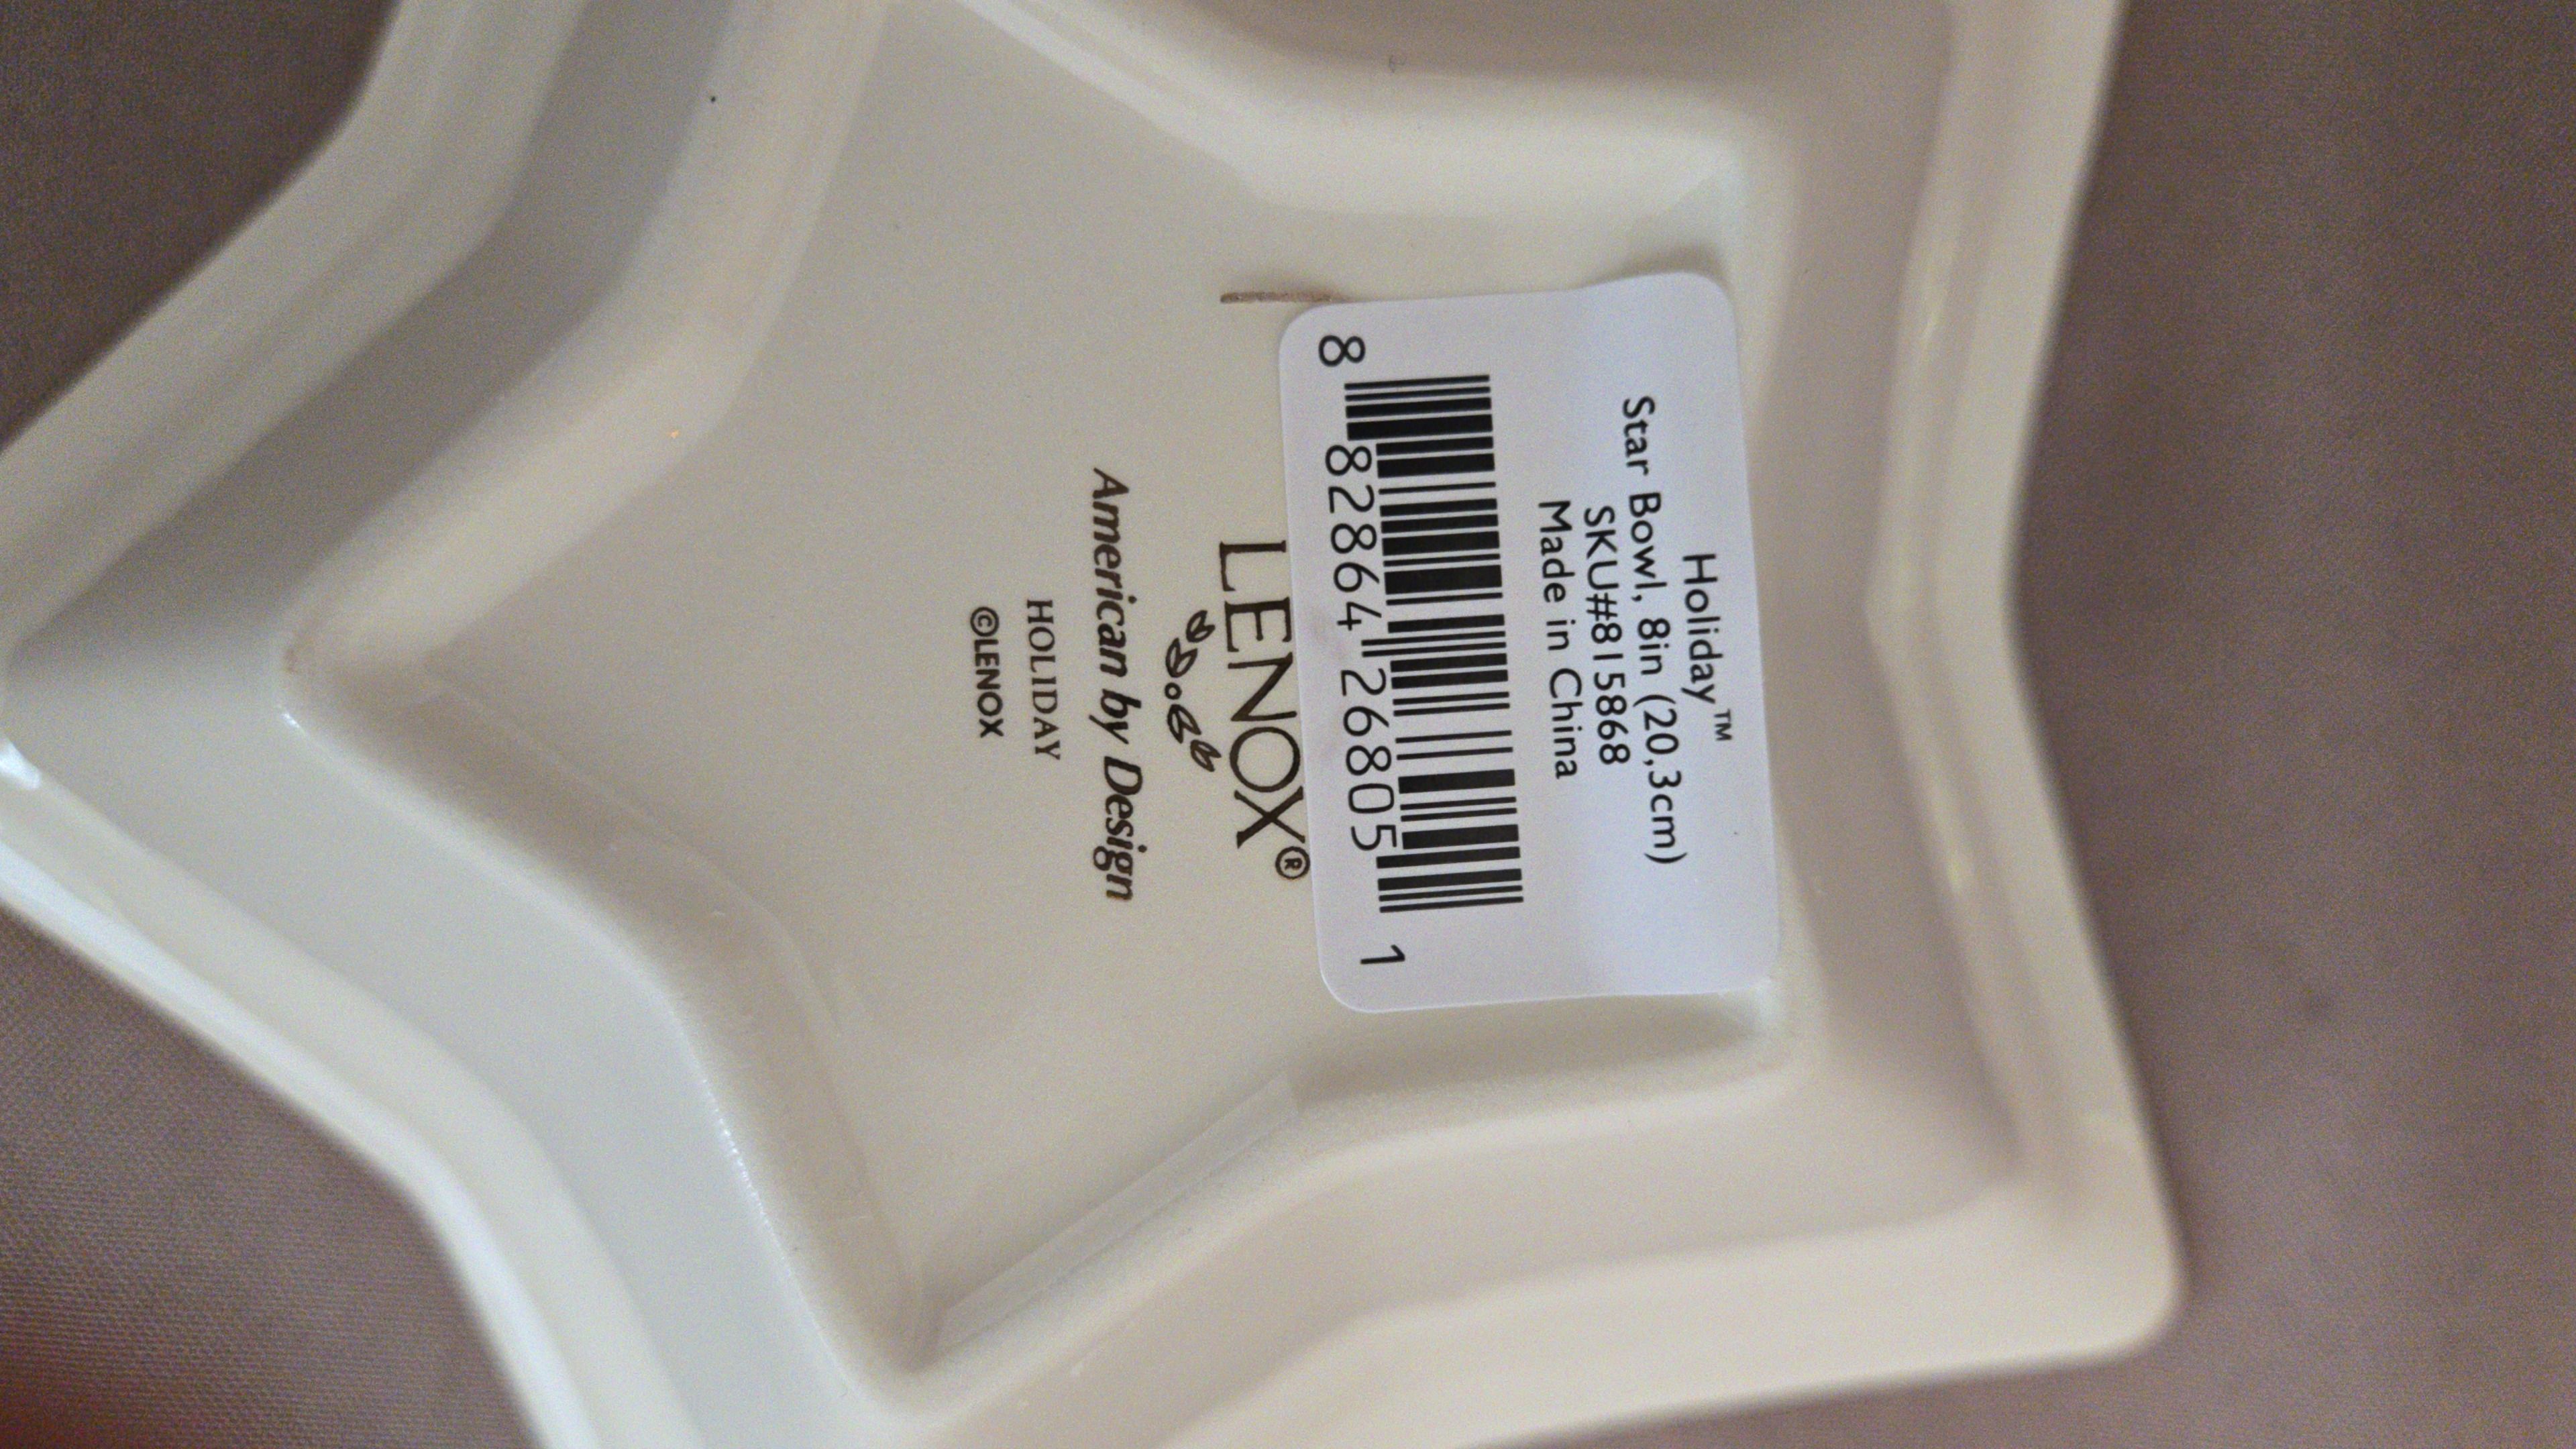 Holiday™
Star Bowl, 8in (20,3cm)
SKU#815868
Made in China
8 82864 26805 1
LENOX®
American by Design
HOLIDAY
©LENOX